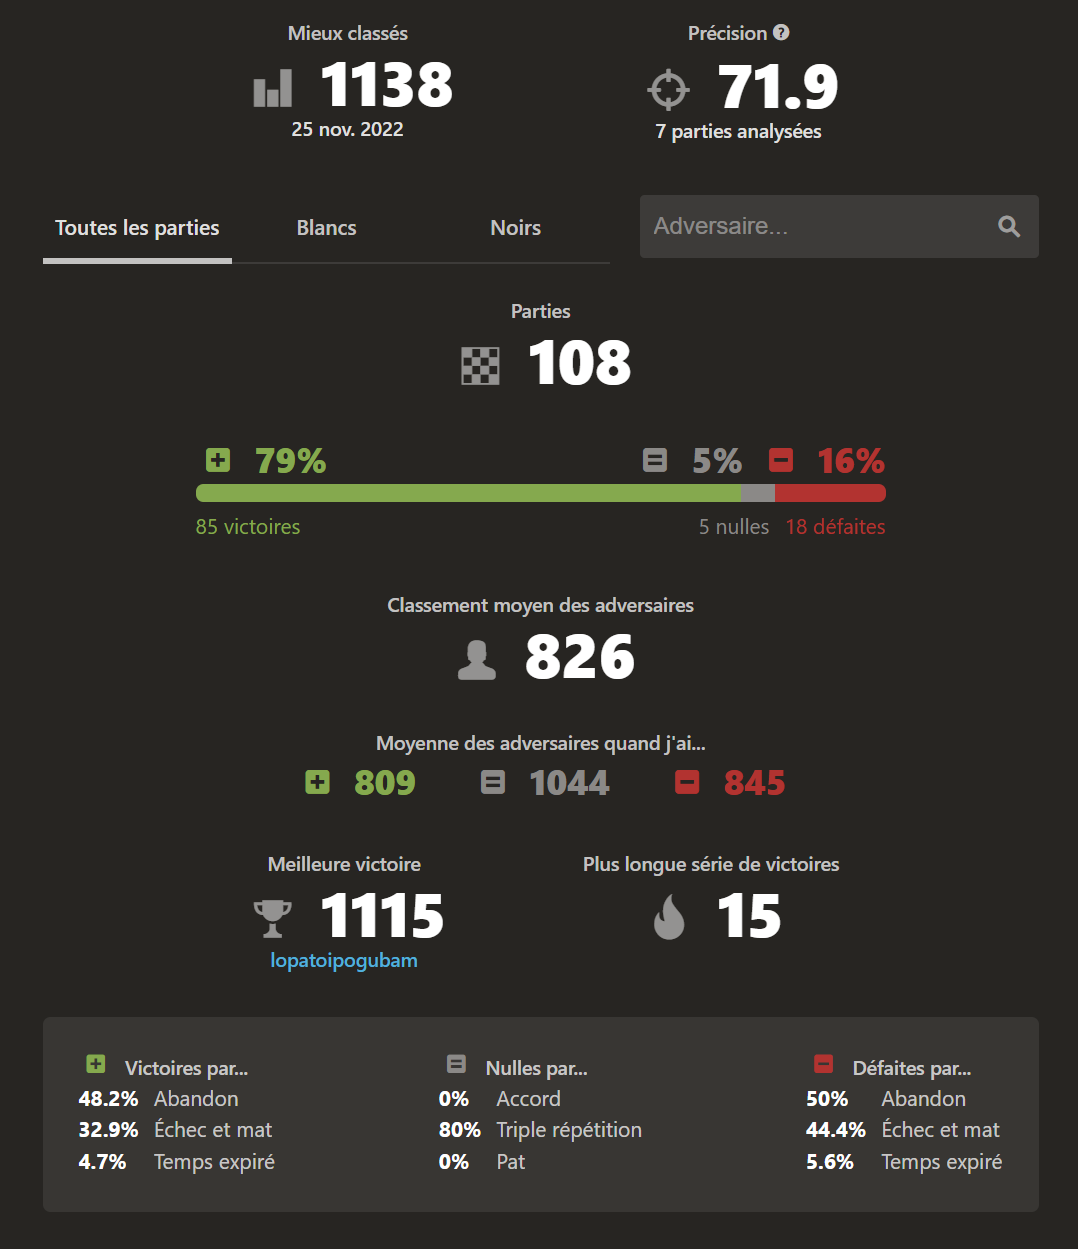 Mieux classés
1138
25 nov. 2022
Précision ?
71.9
7 parties analysées
Toutes les parties Blancs Noirs
Adversaire...
Parties
108
79% 5% 16%
85 victoires 5 nulles 18 défaites
Classement moyen des adversaires
826
Moyenne des adversaires quand j'ai...
809 1044 845
Meilleure victoire
1115
lopatoipogubam
Plus longue série de victoires
15
Victoires par...
48.2% Abandon
32.9% Échec et mat
4.7% Temps expiré
Nulles par...
0% Accord
80% Triple répétition
0% Pat
Défaites par...
50% Abandon
44.4% Échec et mat
5.6% Temps expiré